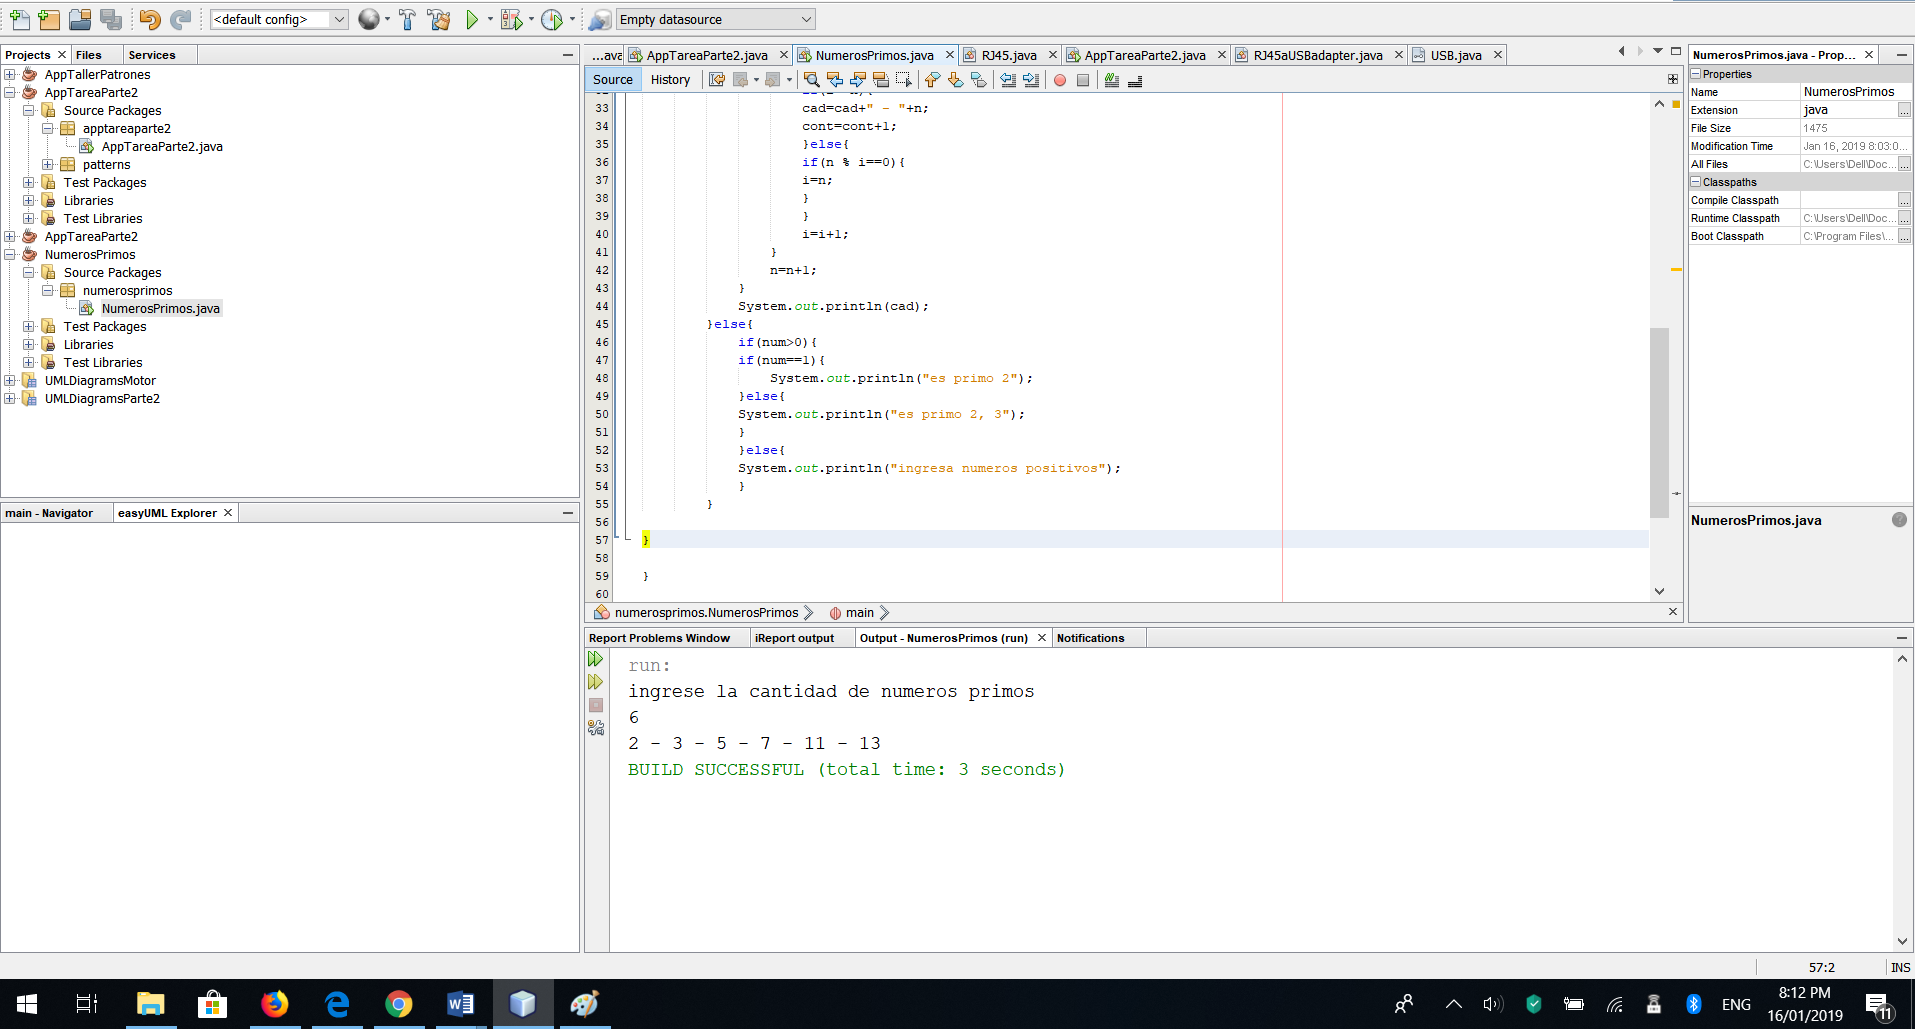 <default config>
Empty datasource
Projects
Files
Services
AppTallerPatrones
AppTareaParte2
Source Packages
apptareaparte2
AppTareaParte2.java
patterns
Test Packages
Libraries
Test Libraries
AppTareaParte2
NumerosPrimos
Source Packages
numerosprimos
NumerosPrimos.java
Test Packages
Libraries
Test Libraries
UMLDiagramsMotor
UMLDiagramsParte2
main - Navigator
easyUML Explorer
...ava
AppTareaParte2.java
NumerosPrimos.java
RJ45.java
AppTareaParte2.java
RJ45aUSBadapter.java
USB.java
Source
History
33 cad=cad+" - "+n;
34 cont=cont+1;
35 }else{
36 if(n % i==0){
37 i=n;
38 }
39 }
40 i=i+1;
41 }
42 n=n+1;
43 }
44 System.out.println(cad);
45 }else{
46 if(num>0){
47 if(num==1){
48 System.out.println("es primo 2");
49 }else{
50 System.out.println("es primo 2, 3");
51 }
52 }else{
53 System.out.println("ingresa numeros positivos");
54 }
55 }
56
57 }
58
59 }
60
numerosprimos.NumerosPrimos
main
Report Problems Window
iReport output
Output - NumerosPrimos (run)
Notifications
run:
ingrese la cantidad de numeros primos
6
2 - 3 - 5 - 7 - 11 - 13
BUILD SUCCESSFUL (total time: 3 seconds)
NumerosPrimos.java - Prop...
Properties
Name NumerosPrimos
Extension java
File Size 1475
Modification Time Jan 16, 2019 8:03:0...
All Files C:\Users\Dell\Doc...
Classpaths
Compile Classpath
Runtime Classpath C:\Users\Dell\Doc...
Boot Classpath C:\Program Files\...
NumerosPrimos.java
57:2
INS
ENG
8:12 PM
16/01/2019
11